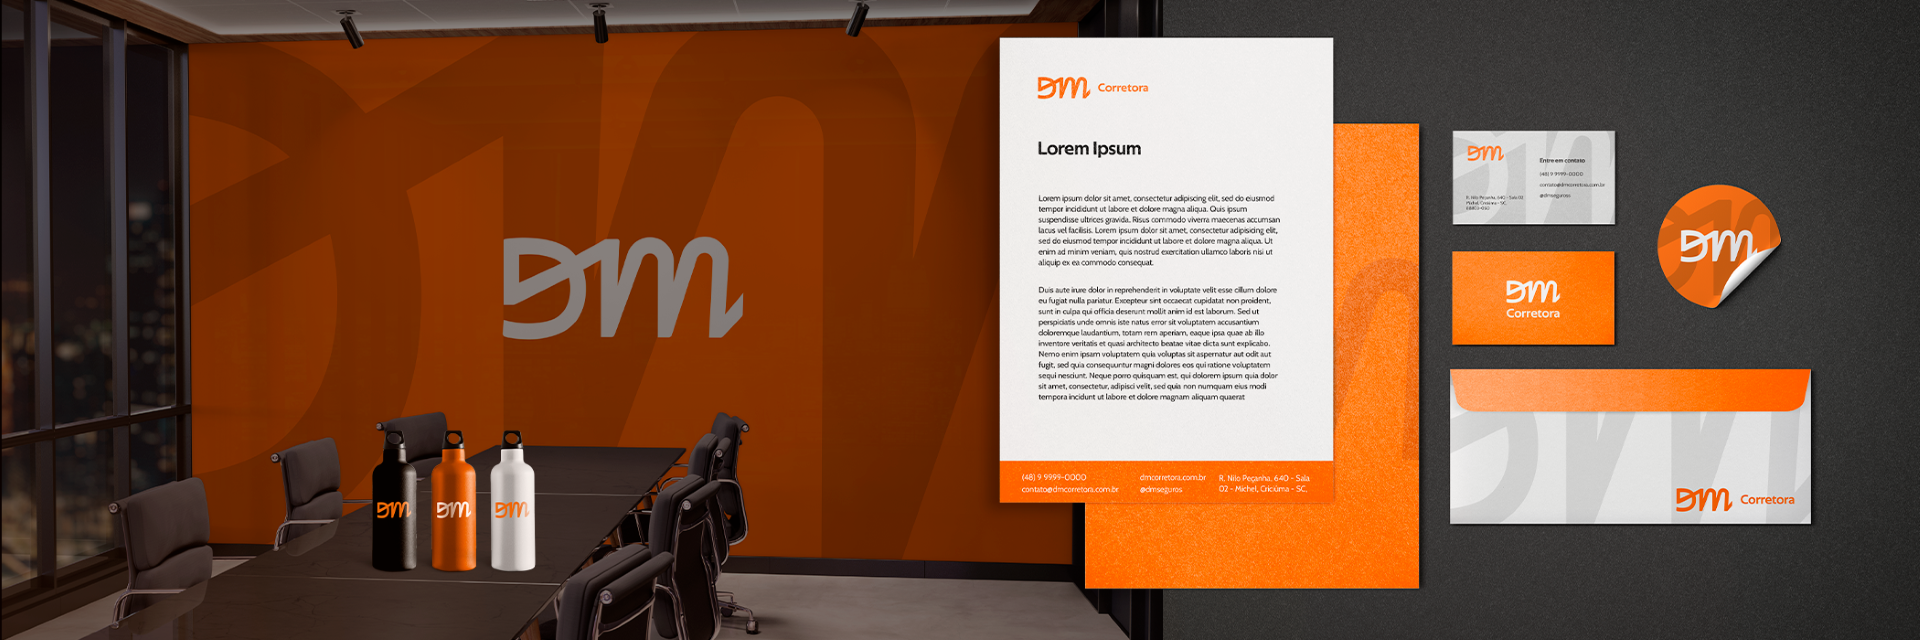 DM
DM
DM
DM
DM Corretora
Lorem Ipsum
Lorem ipsum dolor sit amet, consectetur adipiscing elit, sed do eiusmod
tempor incididunt ut labore et dolore magna aliqua. Quis ipsum
suspendisse ultrices gravida. Risus commodo viverra maecenas accumsan
lacus vel facilisis. Lorem ipsum dolor sit amet, consectetur adipisicing elit,
sed do eiusmod tempor incididunt ut labore et dolore magna aliqua. Ut
enim ad minim veniam, quis nostrud exercitation ullamco laboris nisi ut
aliquip ex ea commodo consequat.
Duis aute irure dolor in reprehenderit in voluptate velit esse cillum dolore
eu fugiat nulla pariatur. Excepteur sint occaecat cupidatat non proident,
sunt in culpa qui officia deserunt mollit anim id est laborum. Sed ut
perspiciatis unde omnis iste natus error sit voluptatem accusantium
doloremque laudantium, totam rem aperiam, eaque ipsa quae ab illo
inventore veritatis et quasi architecto beatae vitae dicta sunt explicabo.
Nemo enim ipsam voluptatem quia voluptas sit aspernatur aut odit aut
fugit, sed quia consequuntur magni dolores eos qui ratione voluptatem
sequi nesciunt. Neque porro quisquam est, qui dolorem ipsum quia dolor
sit amet, consectetur, adipisci velit, sed quia non numquam eius modi
tempora incidunt ut labore et dolore magnam aliquam quaerat
(48) 9 9999-0000
contato@dmcorretora.com.br
dmcorretora.com.br
@dmseguros
R. Nilo Peçanha, 640 - Sala
02 - Michel, Criciúma - SC,
DM
Entre em contato
(48) 9 9999-0000
contato@dmcorretora.com.br
@dmseguros
R. Nilo Peçanha, 640 - Sala 02
Michel, Criciúma - SC,
DM
Corretora
DM
DM Corretora